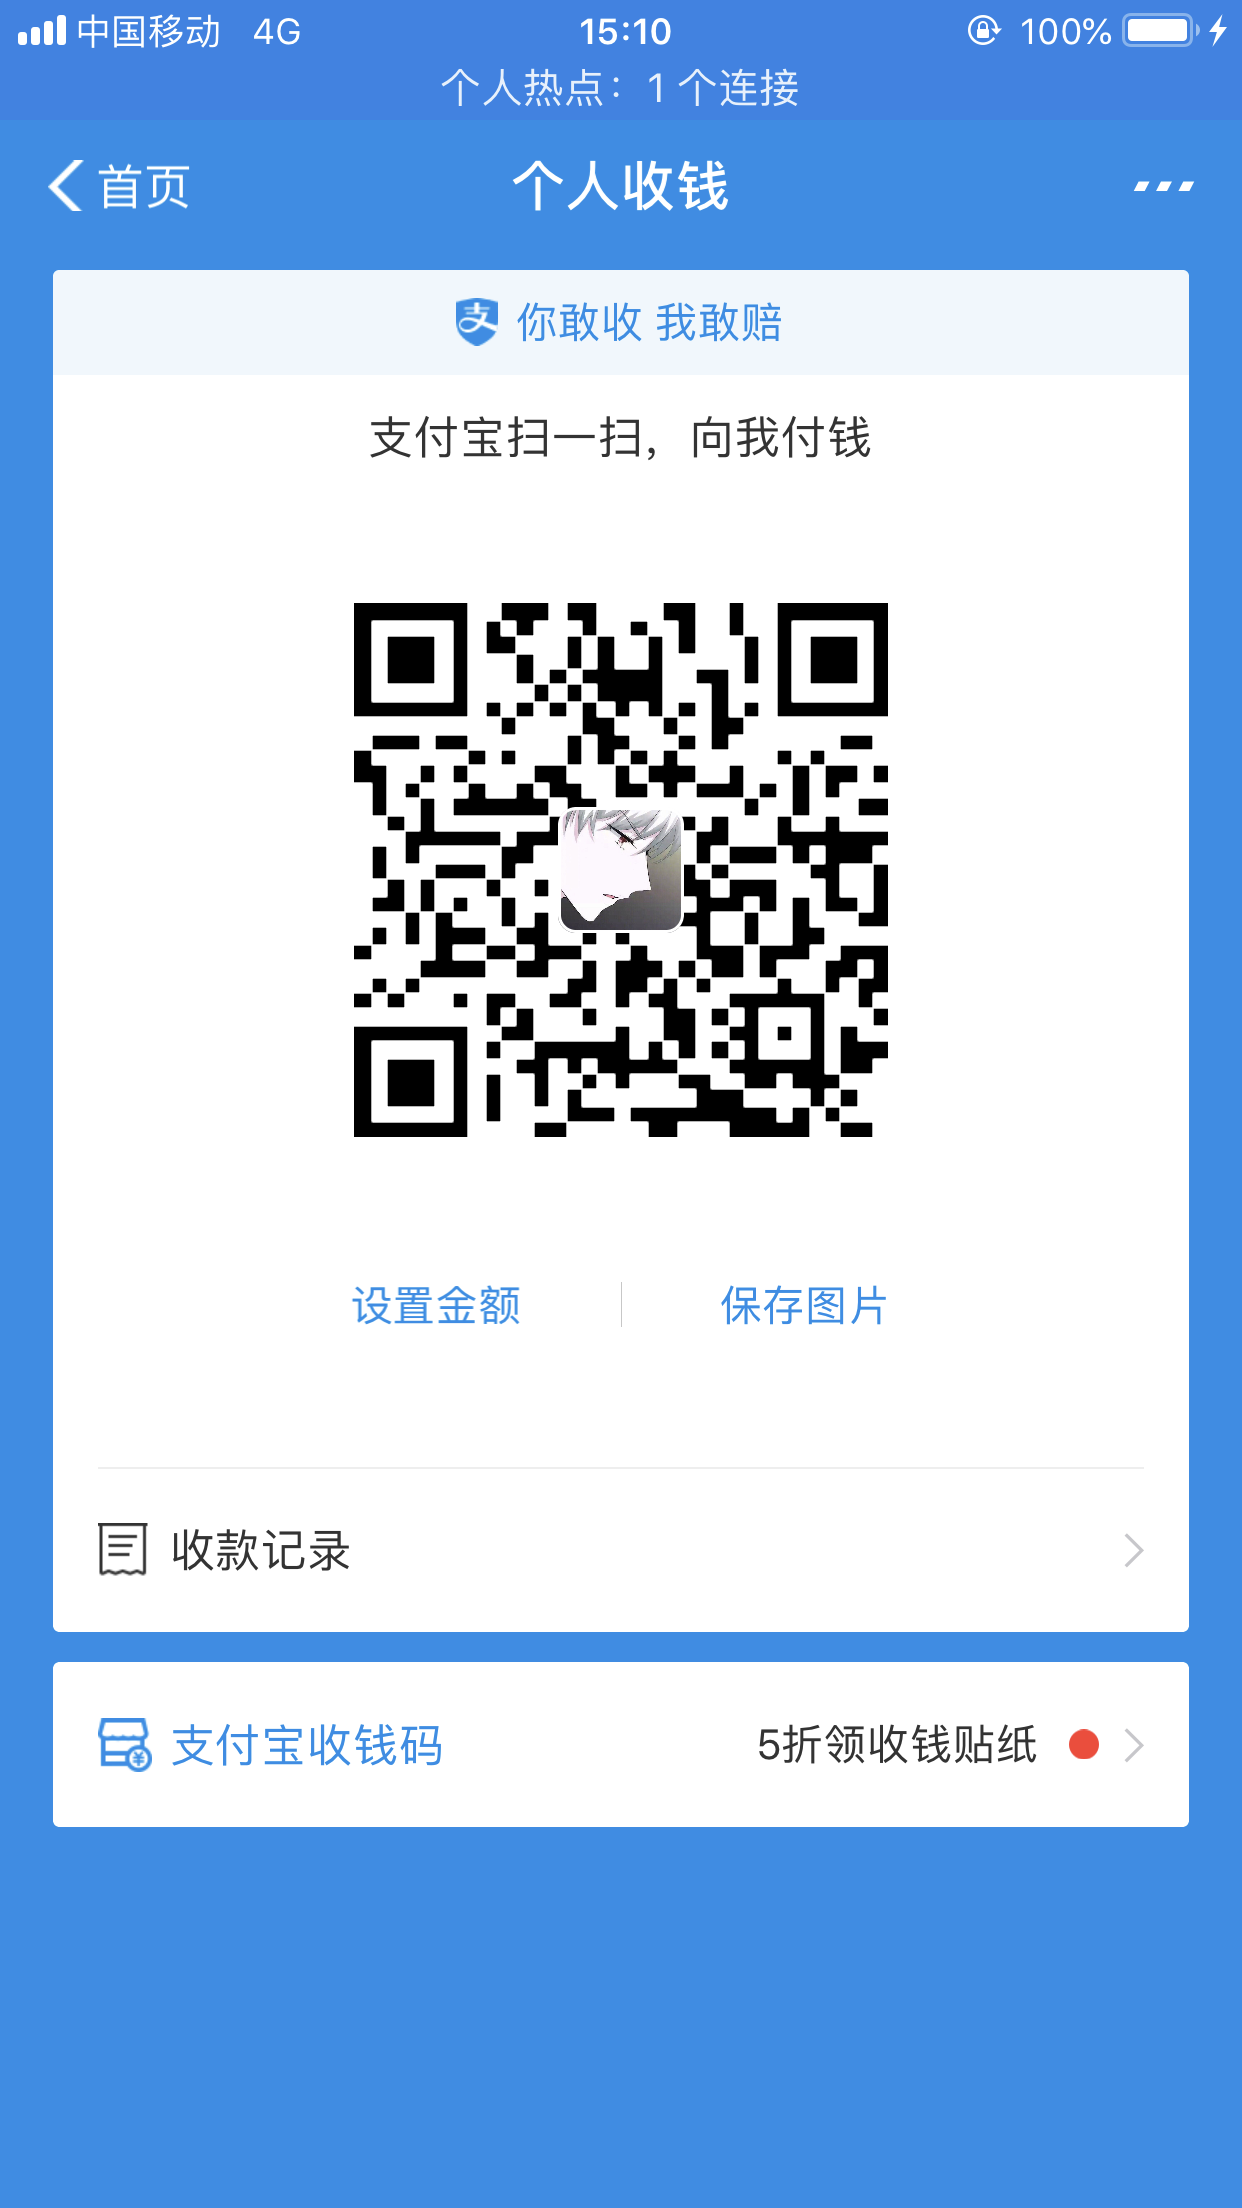 中国移动 4G 15:10 100%
个人热点：1 个连接
首页 个人收钱
支 你敢收 我敢赔
支付宝扫一扫，向我付钱
设置金额 保存图片
收款记录
支付宝收钱码 5折领收钱贴纸